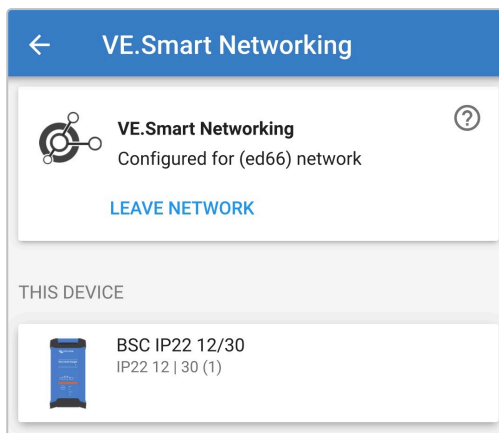 VE.Smart Networking
VE.Smart Networking
Configured for (ed66) network
LEAVE NETWORK
THIS DEVICE
BSC IP22 12/30
IP22 12 | 30 (1)